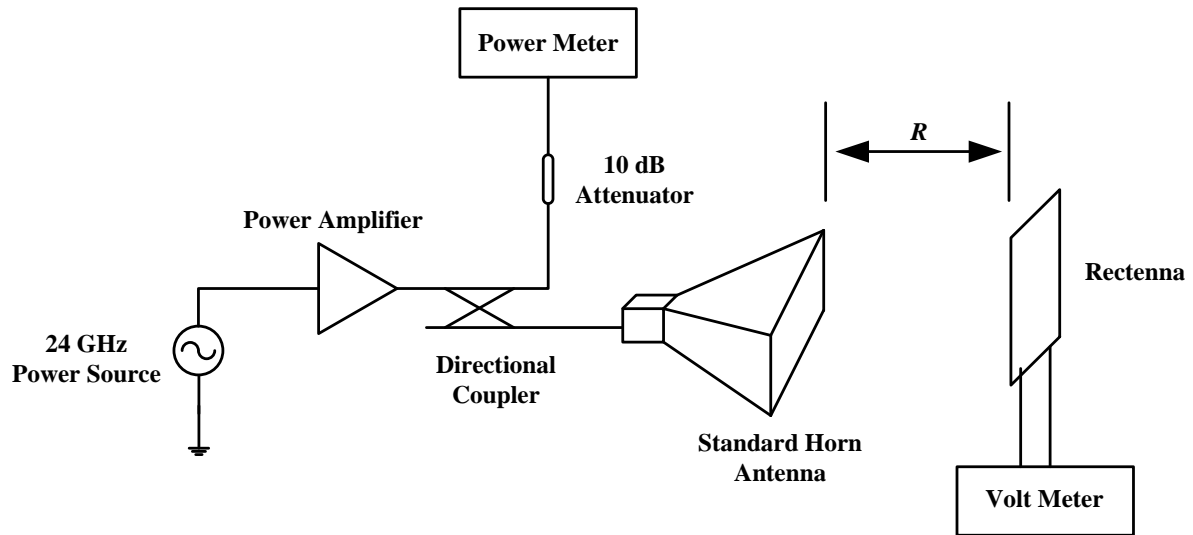 Power Meter
R
10 dB
Attenuator
Power Amplifier
Rectenna
24 GHz
Power Source
Directional
Coupler
Standard Horn
Antenna
Volt Meter